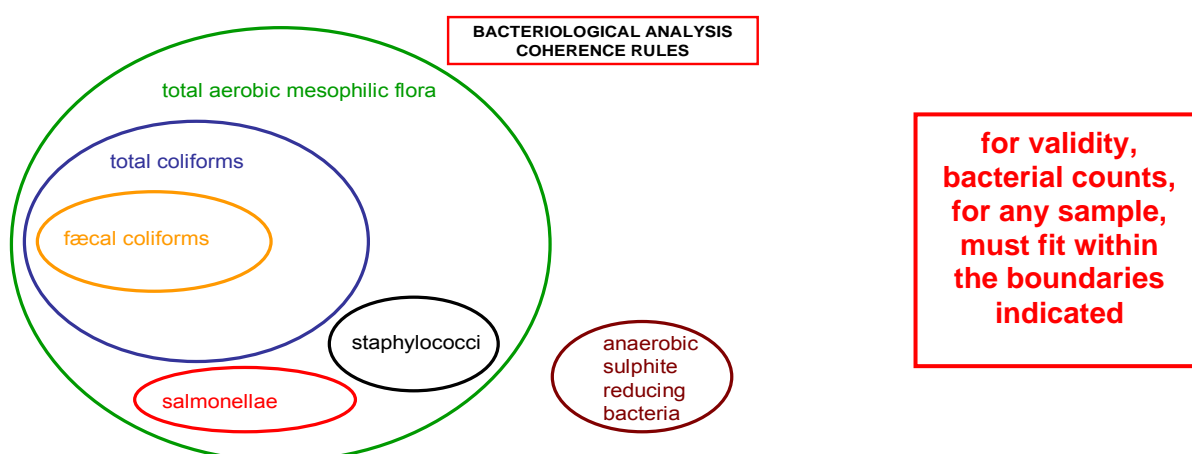 BACTERIOLOGICAL ANALYSIS
COHERENCE RULES
total aerobic mesophilic flora
total coliforms
fæcal coliforms
staphylococci
salmonellae
anaerobic
sulphite
reducing
bacteria
for validity,
bacterial counts,
for any sample,
must fit within
the boundaries
indicated